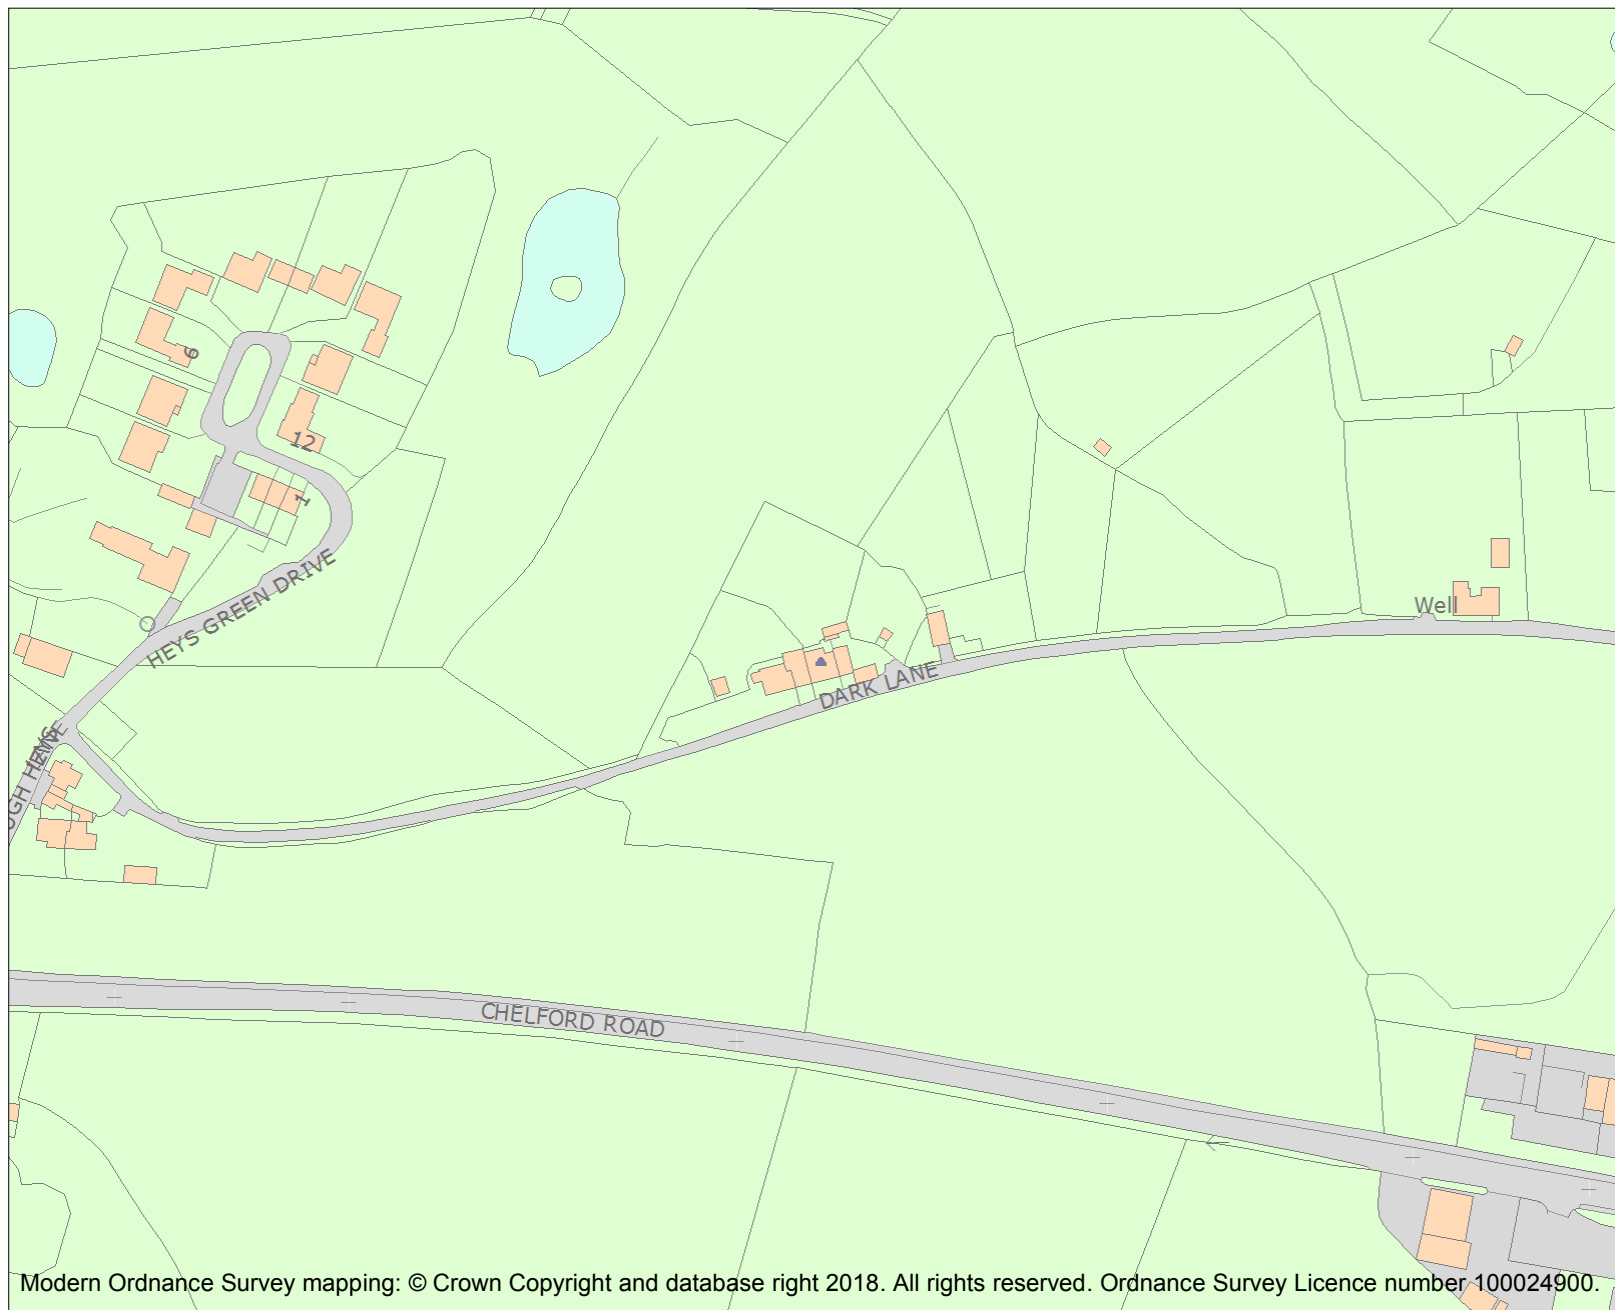 6
12
1
HEYS GREEN DRIVE
Well
DARK LANE
CHELFORD ROAD
Modern Ordnance Survey mapping: © Crown Copyright and database right 2018. All rights reserved. Ordnance Survey Licence number 100024900.